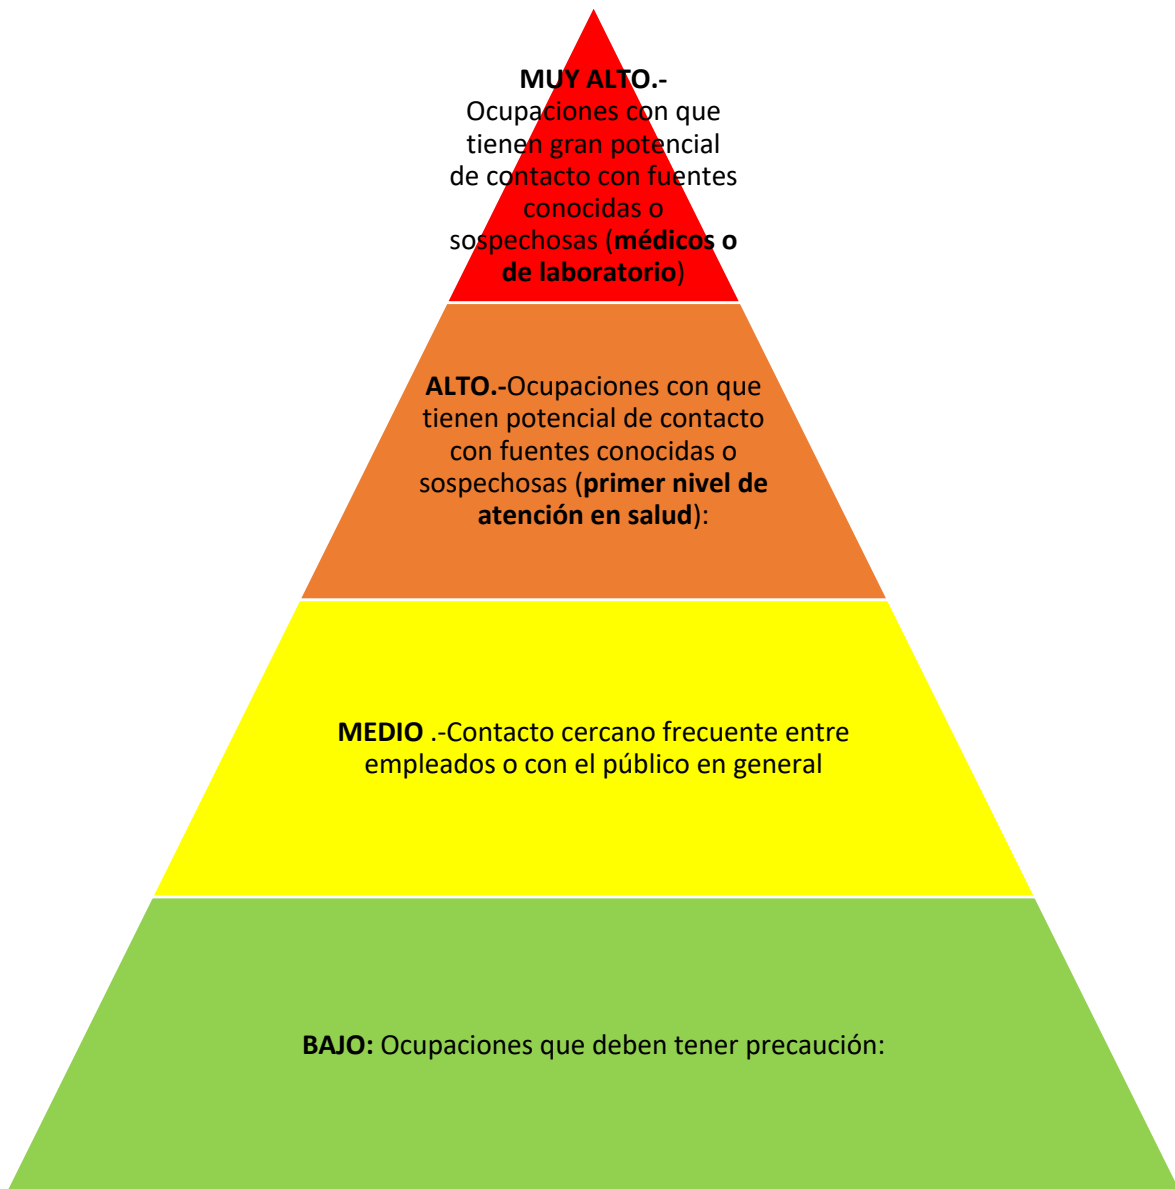 MUY ALTO.-
Ocupaciones con que
tienen gran potencial
de contacto con fuentes
conocidas o
sospechosas (médicos o
de laboratorio)
ALTO.-Ocupaciones con que
tienen potencial de contacto
con fuentes conocidas o
sospechosas (primer nivel de
atención en salud):
MEDIO .-Contacto cercano frecuente entre
empleados o con el público en general
BAJO: Ocupaciones que deben tener precaución: